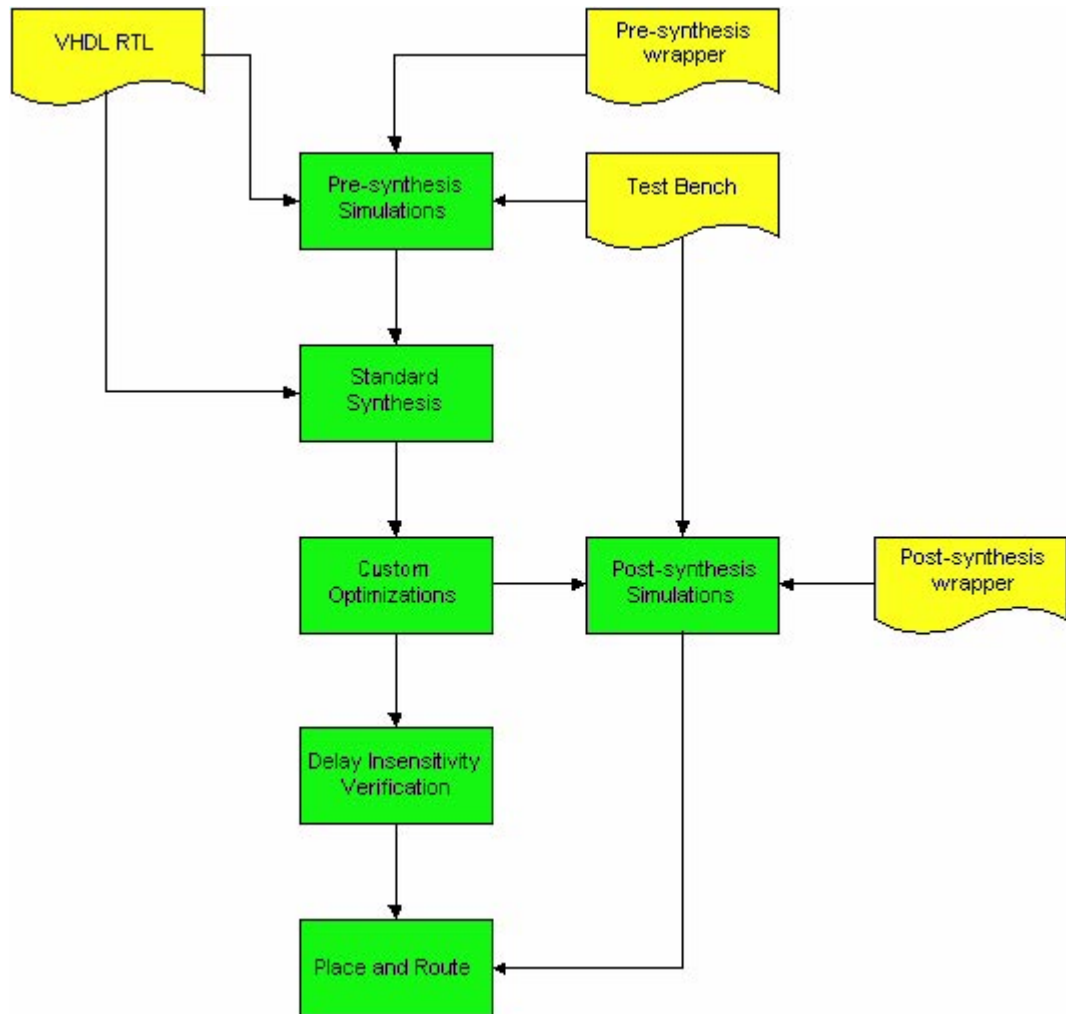 VHDL RTL
Pre-synthesis
wrapper
Pre-synthesis
Simulations
Test Bench
Standard
Synthesis
Custom
Optimizations
Post-synthesis
Simulations
Post-synthesis
wrapper
Delay Insensitivity
Verification
Place and Route